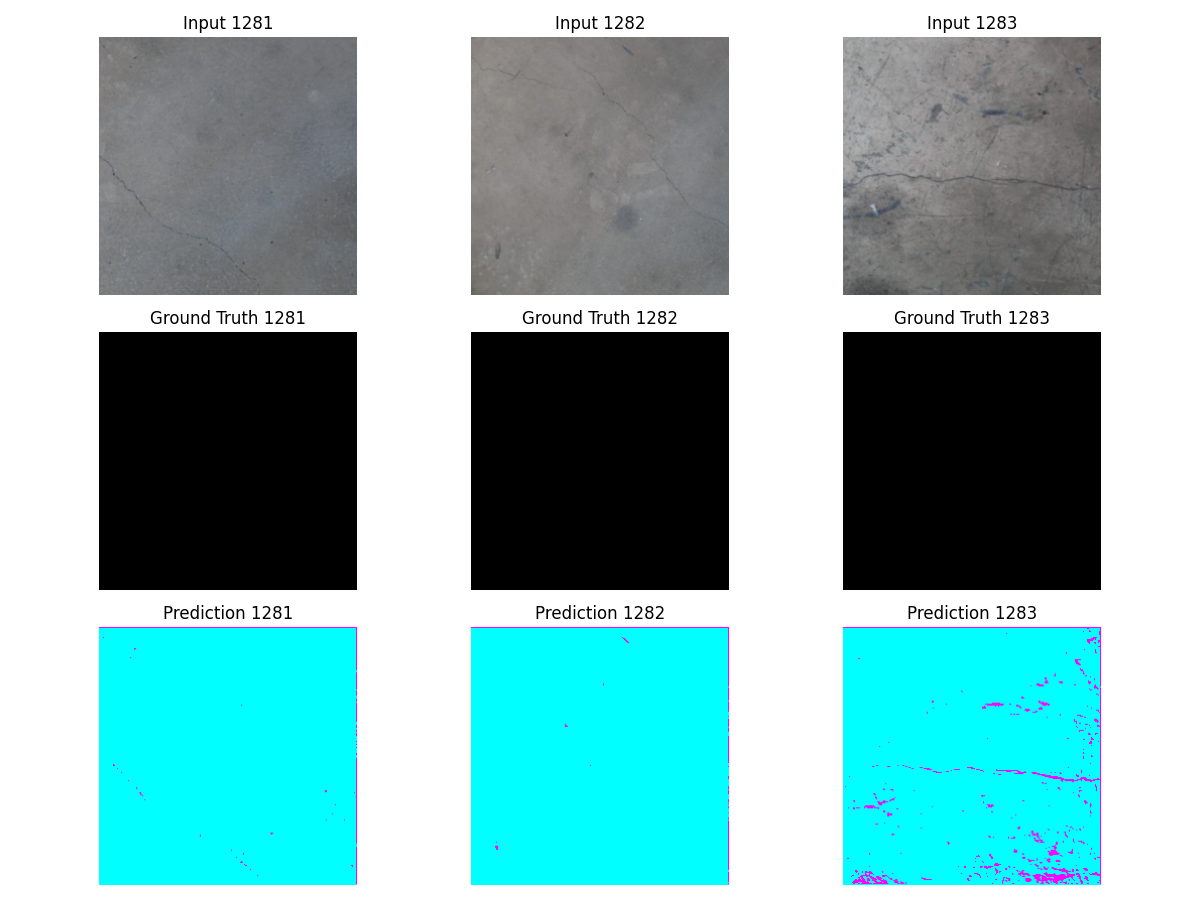 Input 1281
Input 1282
Input 1283
Ground Truth 1281
Ground Truth 1282
Ground Truth 1283
Prediction 1281
Prediction 1282
Prediction 1283